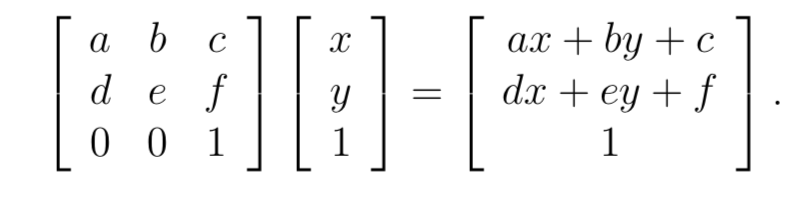 a b c x ax + by + c
d e f y = dx + ey + f .
0 0 1 1 1